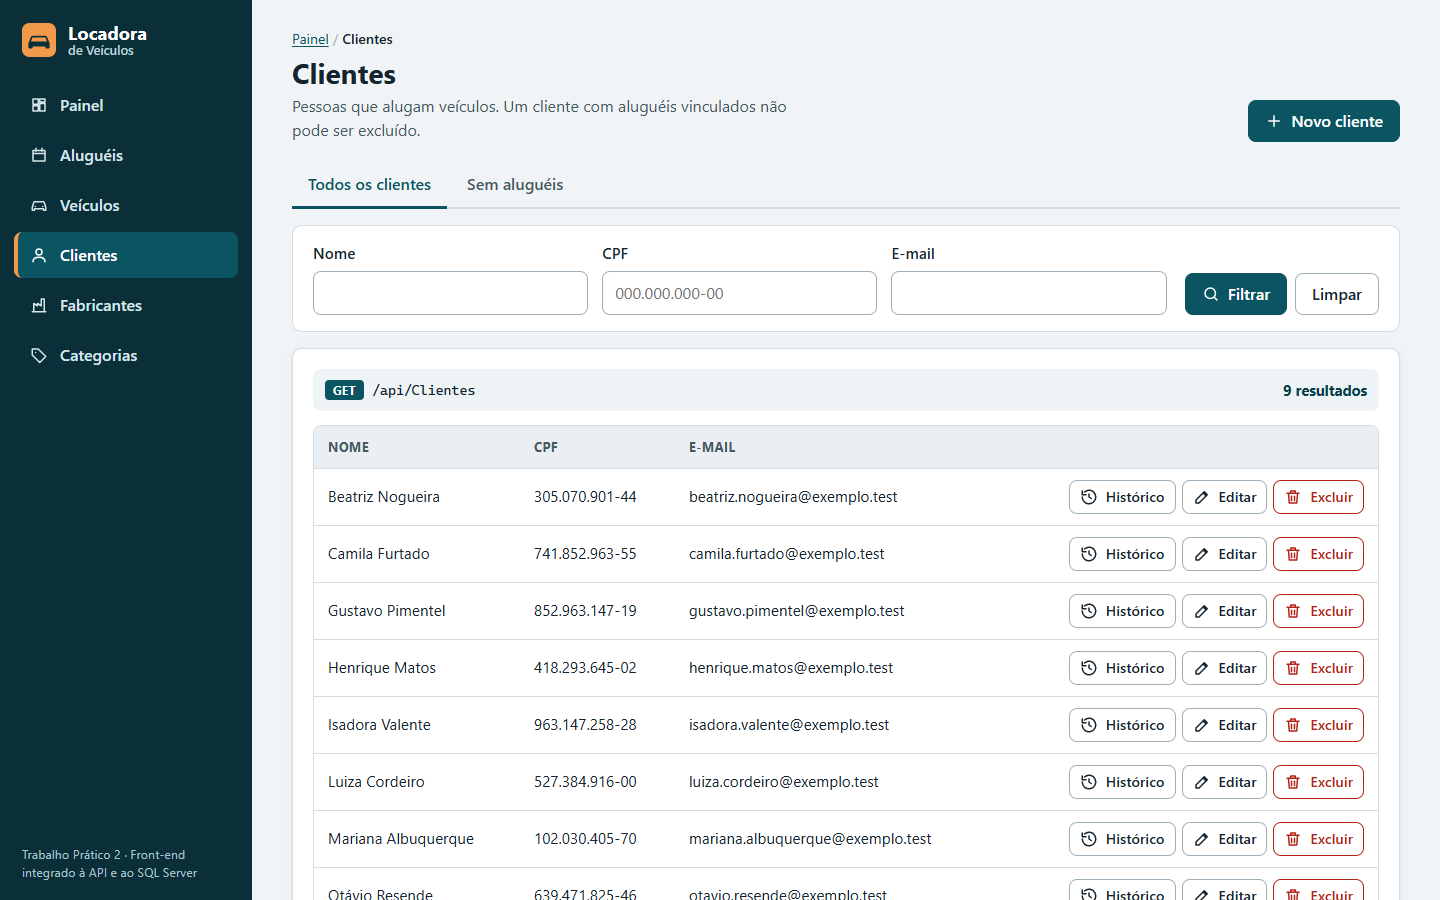 Locadora
de Veículos
Painel
Aluguéis
Veículos
Clientes
Fabricantes
Categorias
Trabalho Prático 2 · Front-end
integrado à API e ao SQL Server
Painel / Clientes
Clientes
Pessoas que alugam veículos. Um cliente com aluguéis vinculados não
pode ser excluído.
Novo cliente
Todos os clientes Sem aluguéis
Nome CPF E-mail
000.000.000-00 Filtrar Limpar
GET /api/Clientes 9 resultados
NOME CPF E-MAIL
Beatriz Nogueira 305.070.901-44 beatriz.nogueira@exemplo.test Histórico Editar Excluir
Camila Furtado 741.852.963-55 camila.furtado@exemplo.test Histórico Editar Excluir
Gustavo Pimentel 852.963.147-19 gustavo.pimentel@exemplo.test Histórico Editar Excluir
Henrique Matos 418.293.645-02 henrique.matos@exemplo.test Histórico Editar Excluir
Isadora Valente 963.147.258-28 isadora.valente@exemplo.test Histórico Editar Excluir
Luiza Cordeiro 527.384.916-00 luiza.cordeiro@exemplo.test Histórico Editar Excluir
Mariana Albuquerque 102.030.405-70 mariana.albuquerque@exemplo.test Histórico Editar Excluir
Otávio Resende 639.471.825-46 otavio.resende@exemplo.test Histórico Editar Excluir